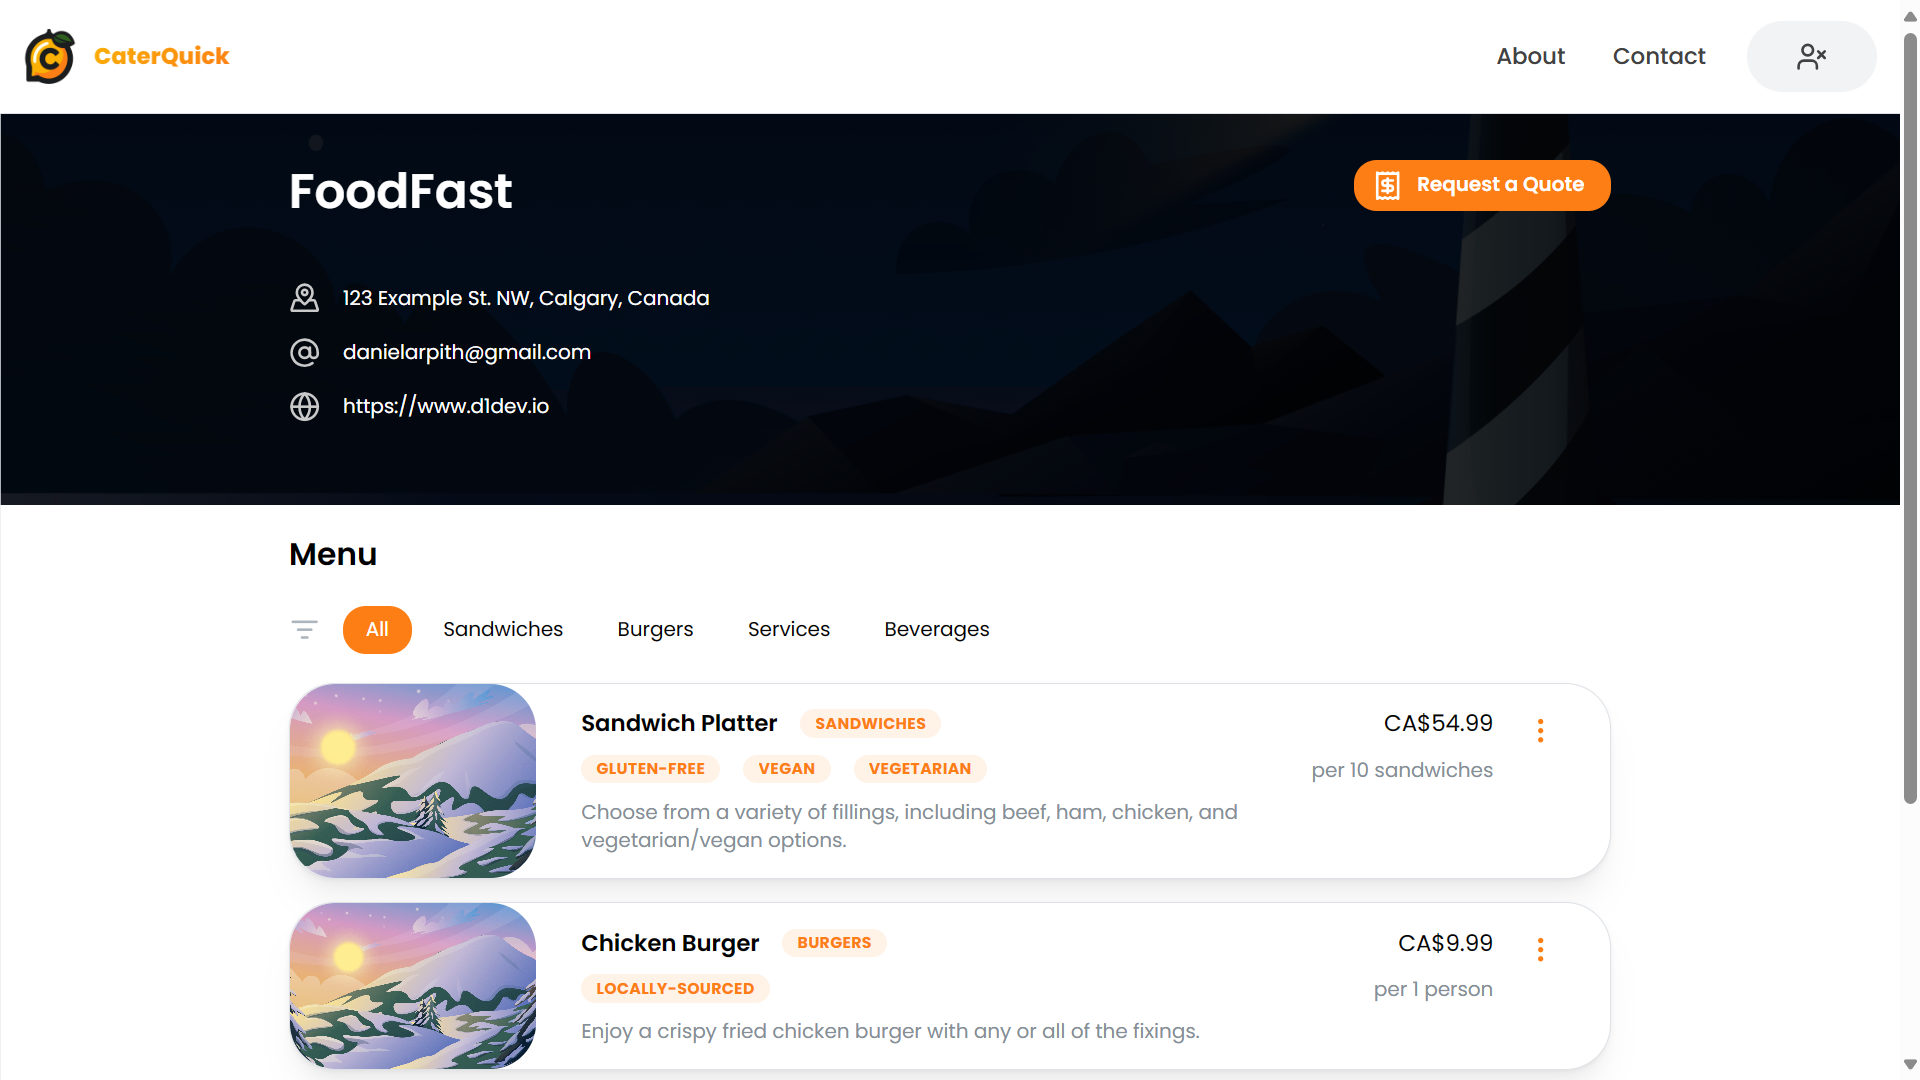 CaterQuick
About
Contact
FoodFast
Request a Quote
123 Example St. NW, Calgary, Canada
danielarpith@gmail.com
https://www.d1dev.io
Menu
All
Sandwiches
Burgers
Services
Beverages
Sandwich Platter
SANDWICHES
CA$54.99
GLUTEN-FREE
VEGAN
VEGETARIAN
per 10 sandwiches
Choose from a variety of fillings, including beef, ham, chicken, and
vegetarian/vegan options.
Chicken Burger
BURGERS
CA$9.99
LOCALLY-SOURCED
per 1 person
Enjoy a crispy fried chicken burger with any or all of the fixings.